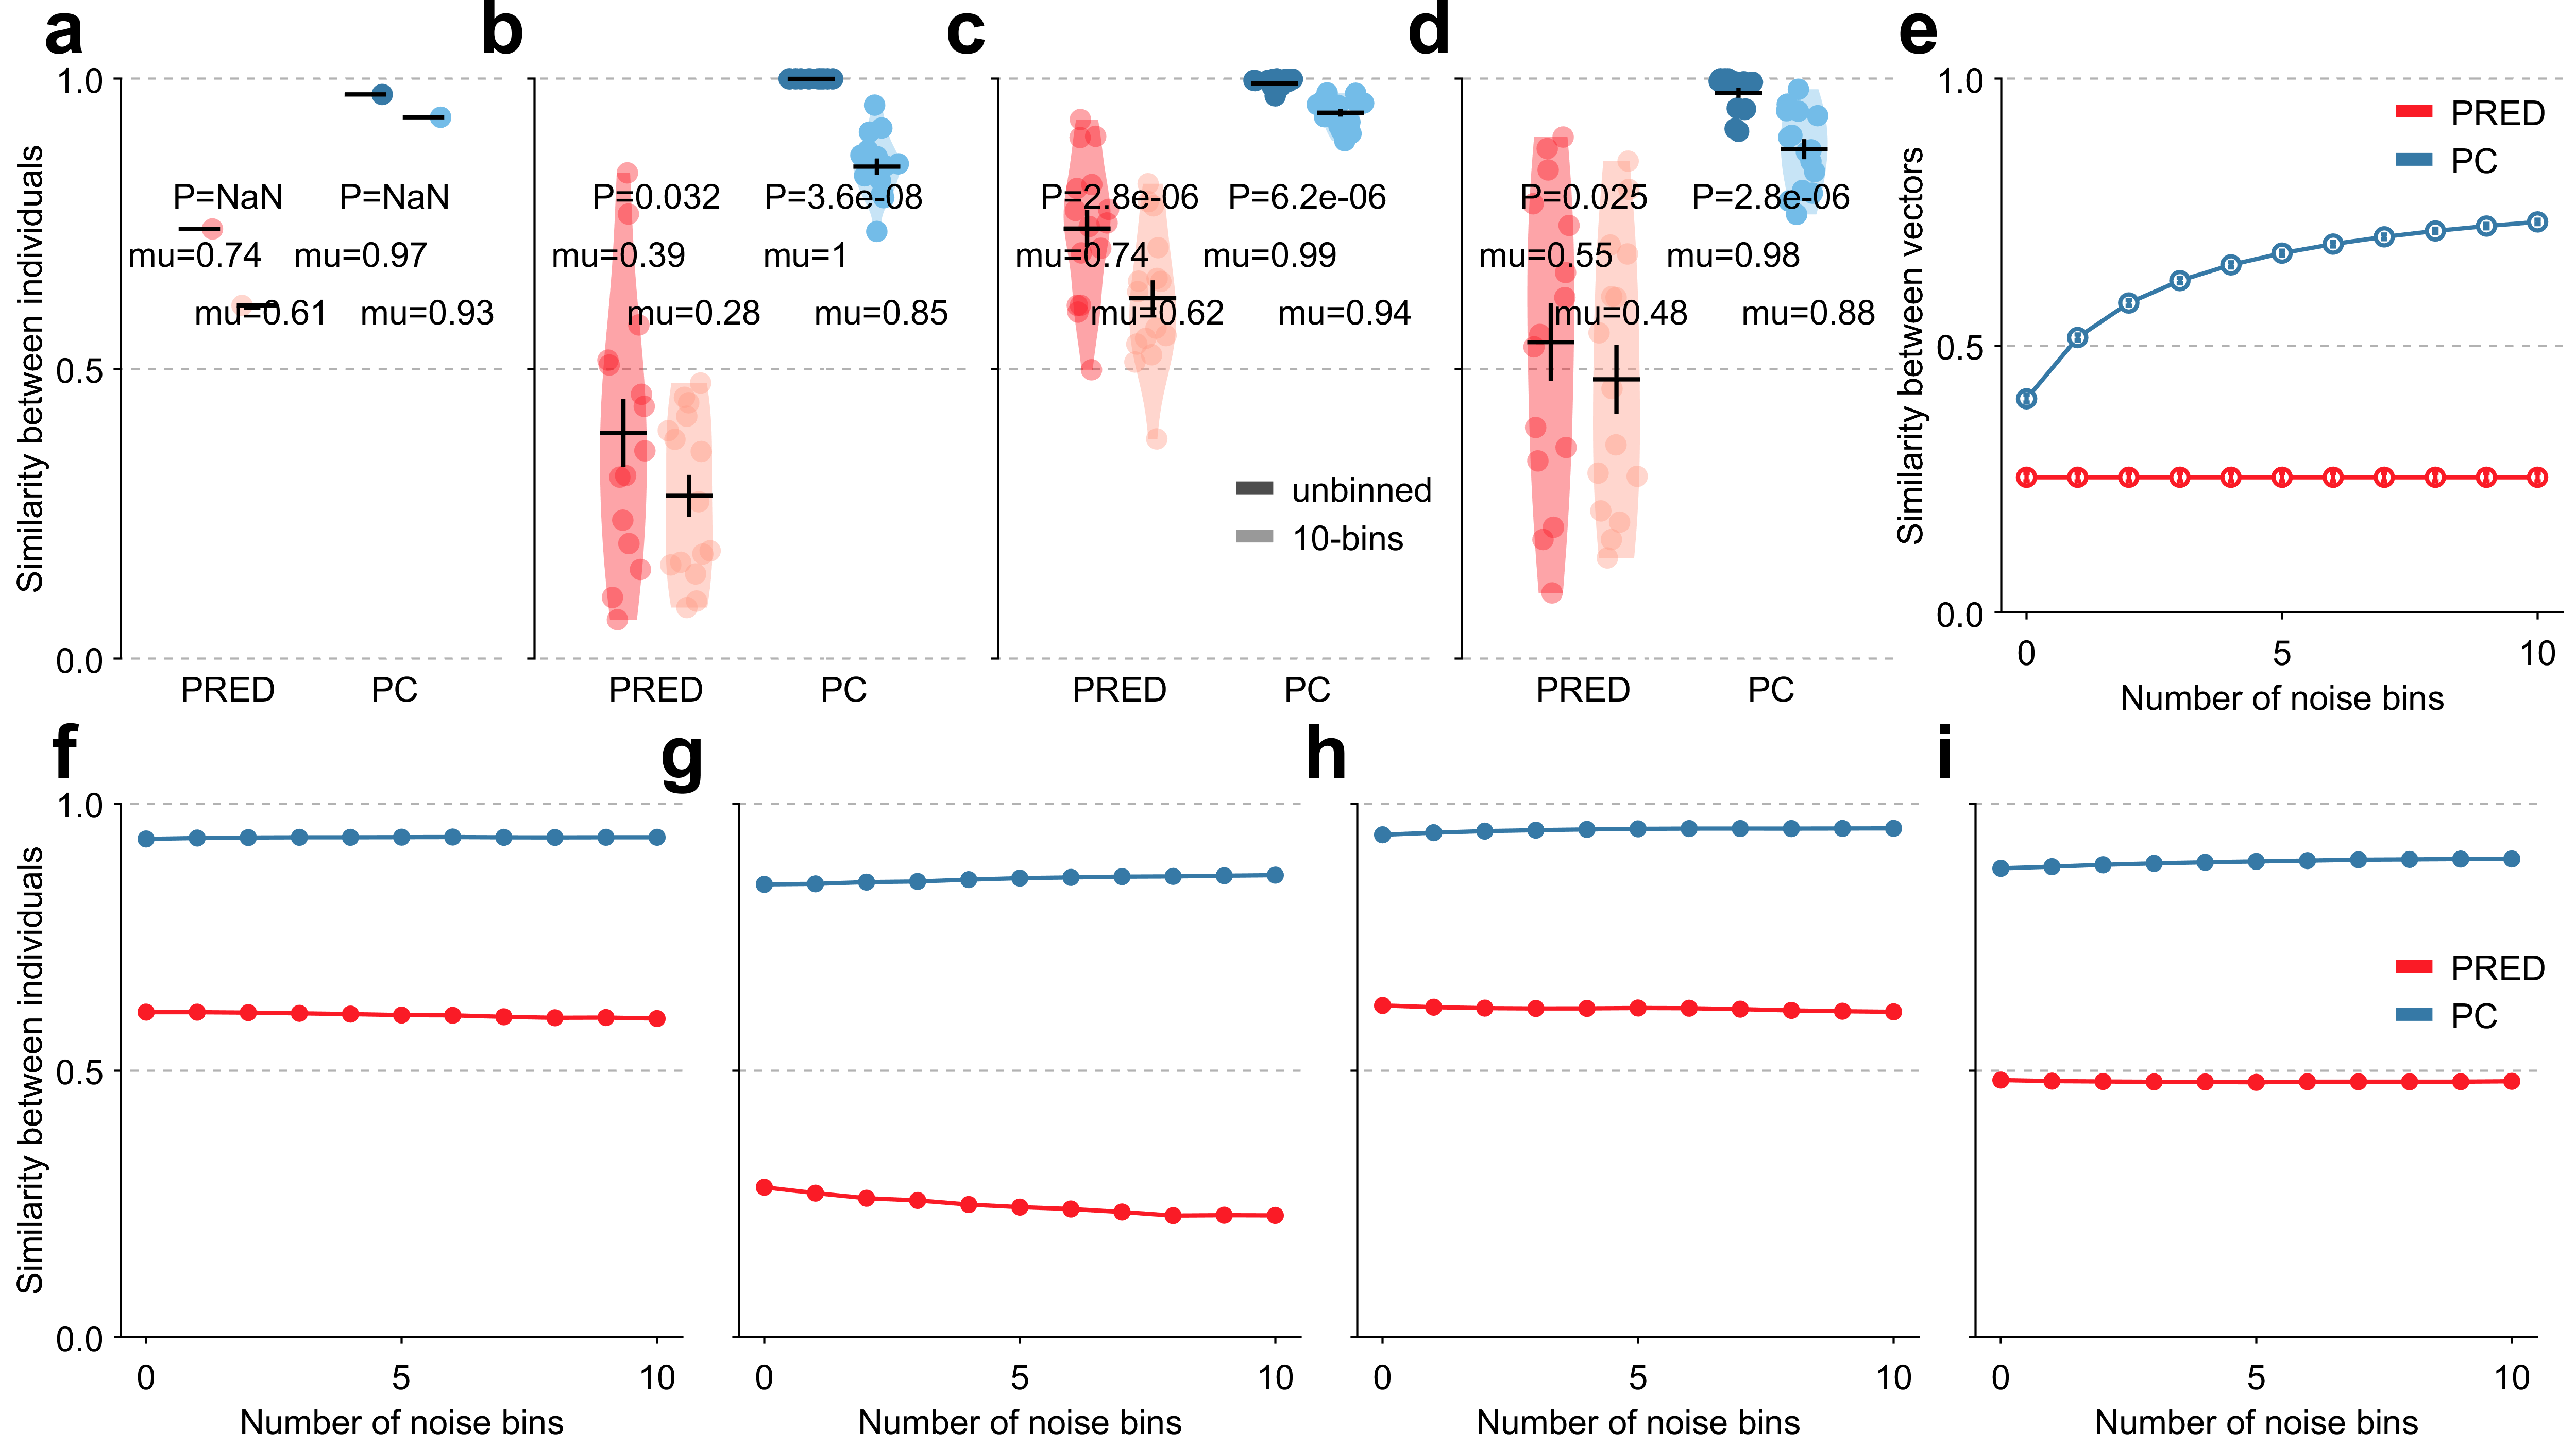 a
Similarity between individuals
1.0
0.5
0.0
P=NaN
P=NaN
mu=0.74
mu=0.97
mu=0.61
mu=0.93
PRED
PC
b
P=0.032
P=3.6e-08
mu=0.39
mu=1
mu=0.28
mu=0.85
PRED
PC
c
P=2.8e-06
P=6.2e-06
mu=0.74
mu=0.99
mu=0.62
mu=0.94
unbinned
10-bins
PRED
PC
d
P=0.025
P=2.8e-06
mu=0.55
mu=0.98
mu=0.48
mu=0.88
PRED
PC
e
Similarity between vectors
1.0
0.5
0.0
PRED
PC
0
5
10
Number of noise bins
f
Similarity between individuals
1.0
0.5
0.0
0
5
10
Number of noise bins
g
0
5
10
Number of noise bins
h
0
5
10
Number of noise bins
i
PRED
PC
0
5
10
Number of noise bins